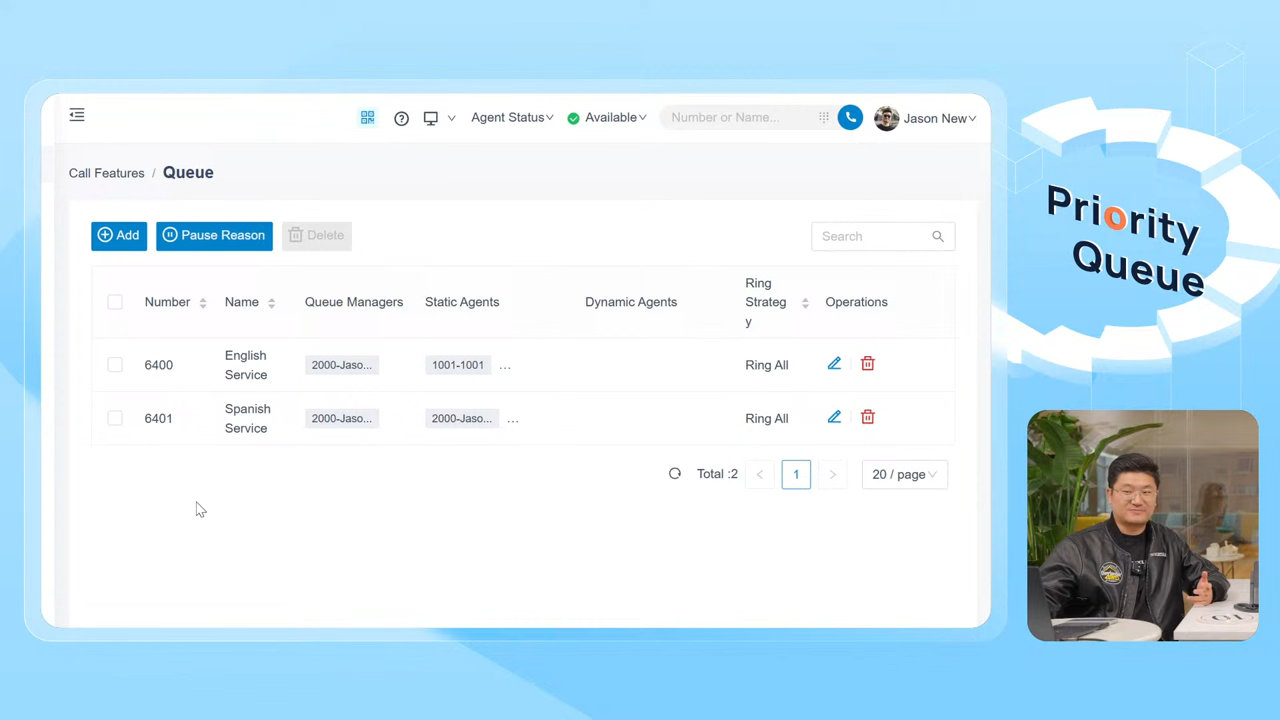 Agent Status
Available
Number or Name...
Jason New
Call Features / Queue
Add
Pause Reason
Delete
Search
Number
Name
Queue Managers
Static Agents
Dynamic Agents
Ring
Strateg
y
Operations
6400
English
Service
2000-Jaso...
1001-1001
...
Ring All
6401
Spanish
Service
2000-Jaso...
2000-Jaso...
...
Ring All
Total :2
<
1
>
20 / page
Priority
Queue